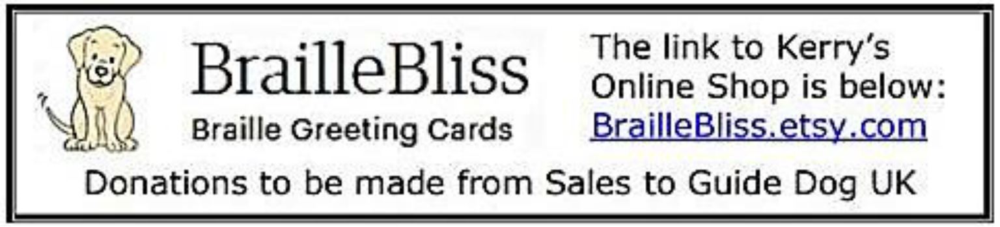 BrailleBliss
Braille Greeting Cards
The link to Kerry's
Online Shop is below:
BrailleBliss.etsy.com
Donations to be made from Sales to Guide Dog UK